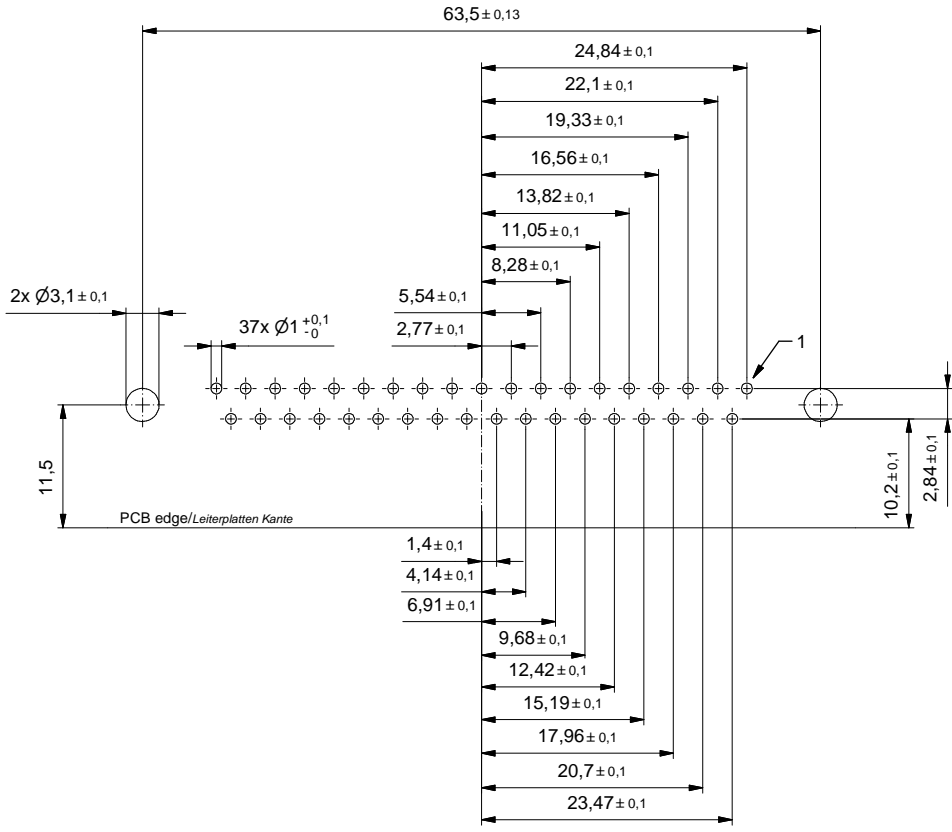 63,5 ± 0,13
24,84 ± 0,1
22,1 ± 0,1
19,33 ± 0,1
16,56 ± 0,1
13,82 ± 0,1
11,05 ± 0,1
8,28 ± 0,1
2x Ø3,1 ± 0,1
5,54 ± 0,1
37x Ø1 +0,1 -0
2,77 ± 0,1
1
11,5
10,2 ± 0,1
2,84 ± 0,1
PCB edge/Leiterplatten Kante
1,4 ± 0,1
4,14 ± 0,1
6,91 ± 0,1
9,68 ± 0,1
12,42 ± 0,1
15,19 ± 0,1
17,96 ± 0,1
20,7 ± 0,1
23,47 ± 0,1